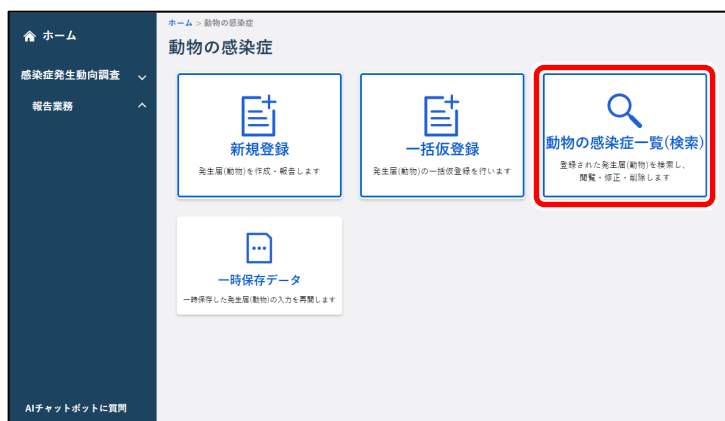 ホーム
感染症発生動向調査
報告業務
AIチャットボットに質問
ホーム > 動物の感染症
動物の感染症
新規登録
発生届(動物)を作成・報告します
一括仮登録
発生届(動物)の一括仮登録を行います
動物の感染症一覧(検索)
登録された発生届(動物)を検索し、
閲覧・修正・削除します
一時保存データ
一時保存した発生届(動物)の入力を再開します